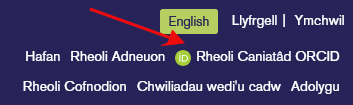 English Llyfrgell | Ymchwil
Hafan Rheoli Adneuon iD Rheoli Caniatâd ORCID
Rheoli Cofnodion Chwiliadau wedi'u cadw Adolygu